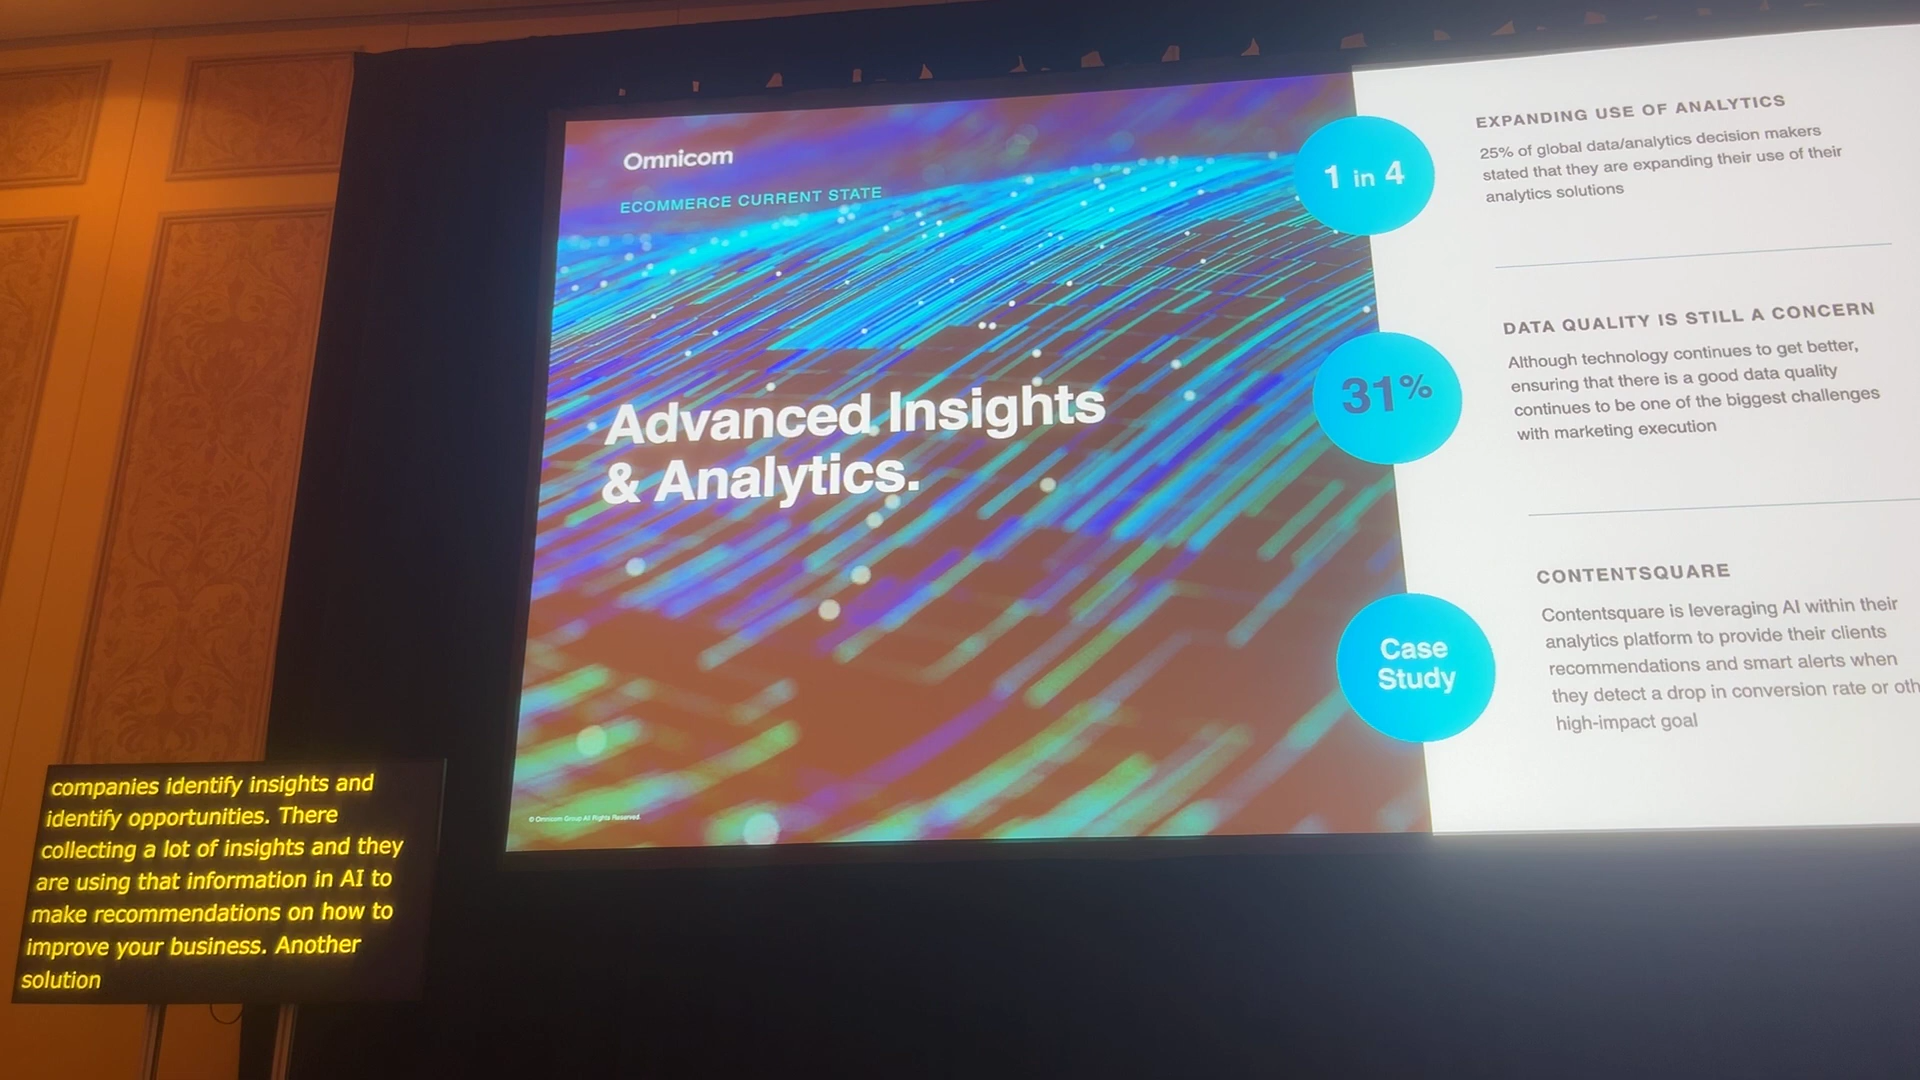 Omnicom
ECOMMERCE CURRENT STATE
Advanced Insights
& Analytics.
© Omnicom Group All Rights Reserved.
1 in 4
EXPANDING USE OF ANALYTICS
25% of global data/analytics decision makers
stated that they are expanding their use of their
analytics solutions
31%
DATA QUALITY IS STILL A CONCERN
Although technology continues to get better,
ensuring that there is a good data quality
continues to be one of the biggest challenges
with marketing execution
Case
Study
CONTENTSQUARE
Contentsquare is leveraging AI within their
analytics platform to provide their clients
recommendations and smart alerts when
they detect a drop in conversion rate or oth
high-impact goal
companies identify insights and
identify opportunities. There
collecting a lot of insights and they
are using that information in AI to
make recommendations on how to
improve your business. Another
solution